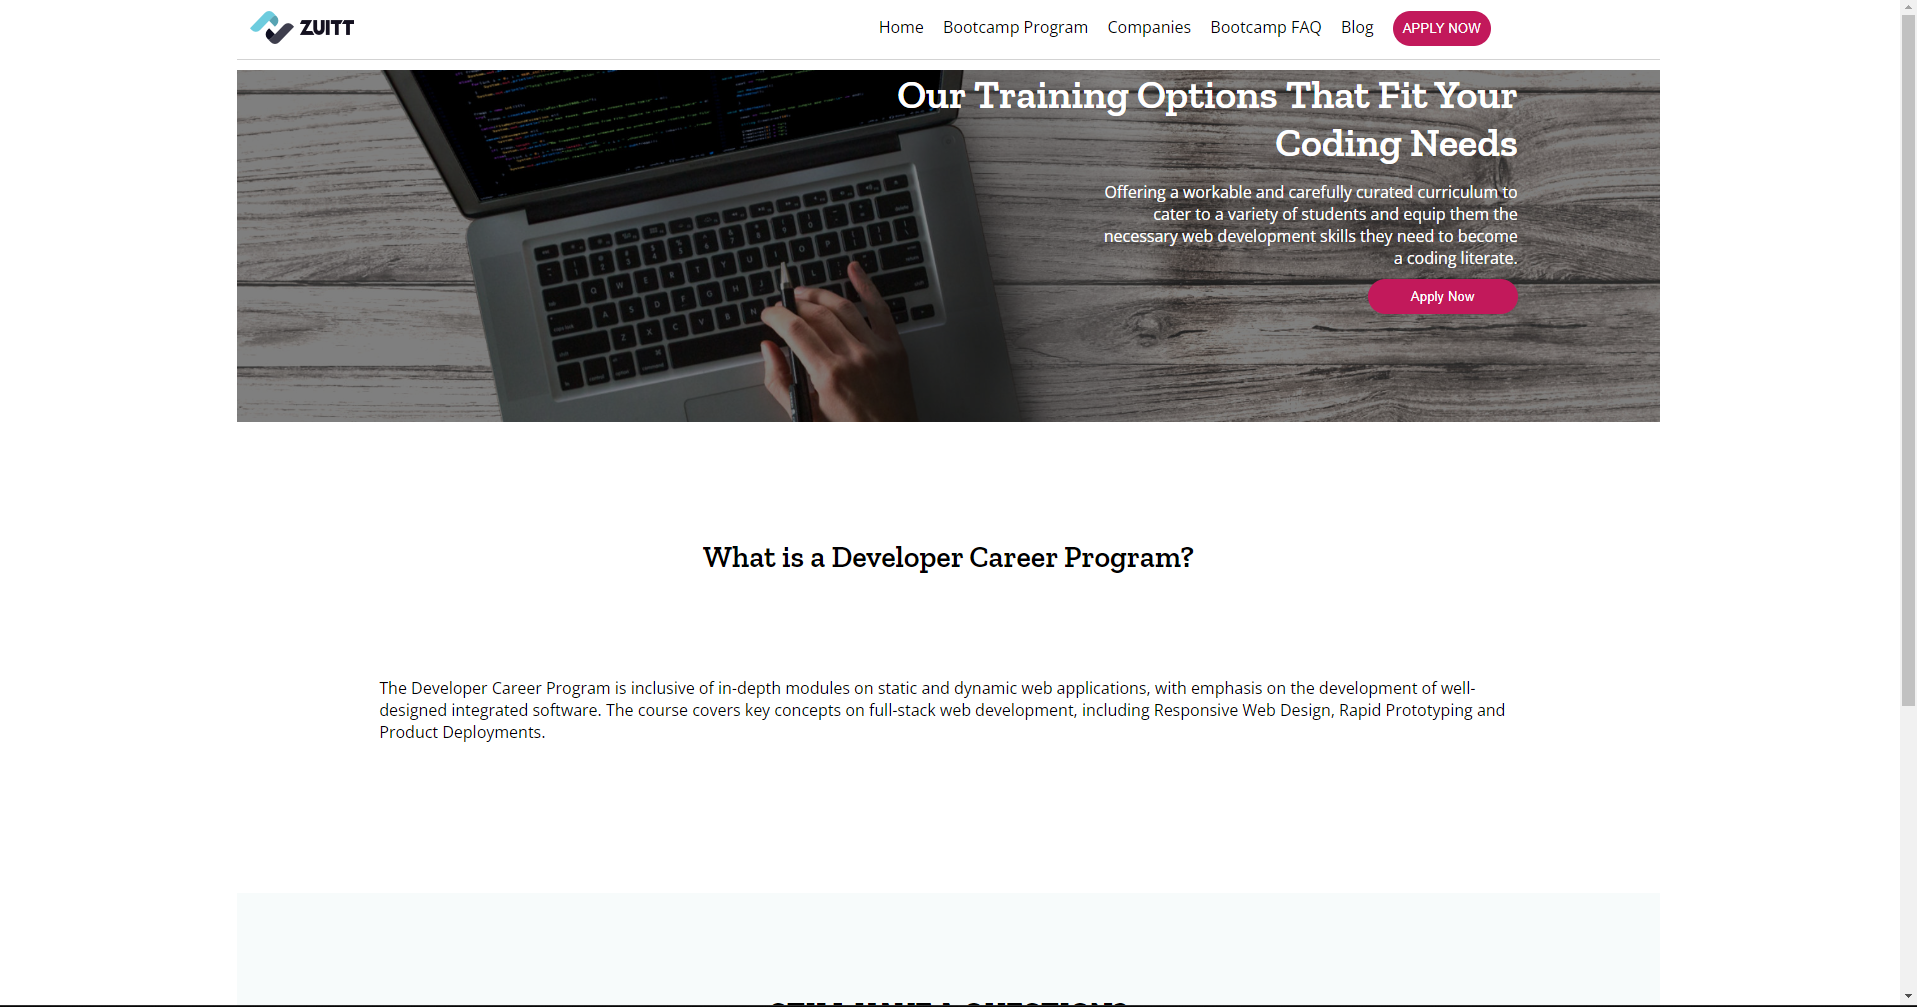 ZUITT
Home Bootcamp Program Companies Bootcamp FAQ Blog APPLY NOW
Our Training Options That Fit Your
Coding Needs
Offering a workable and carefully curated curriculum to
cater to a variety of students and equip them the
necessary web development skills they need to become
a coding literate.
Apply Now
What is a Developer Career Program?
The Developer Career Program is inclusive of in-depth modules on static and dynamic web applications, with emphasis on the development of well-
designed integrated software. The course covers key concepts on full-stack web development, including Responsive Web Design, Rapid Prototyping and
Product Deployments.